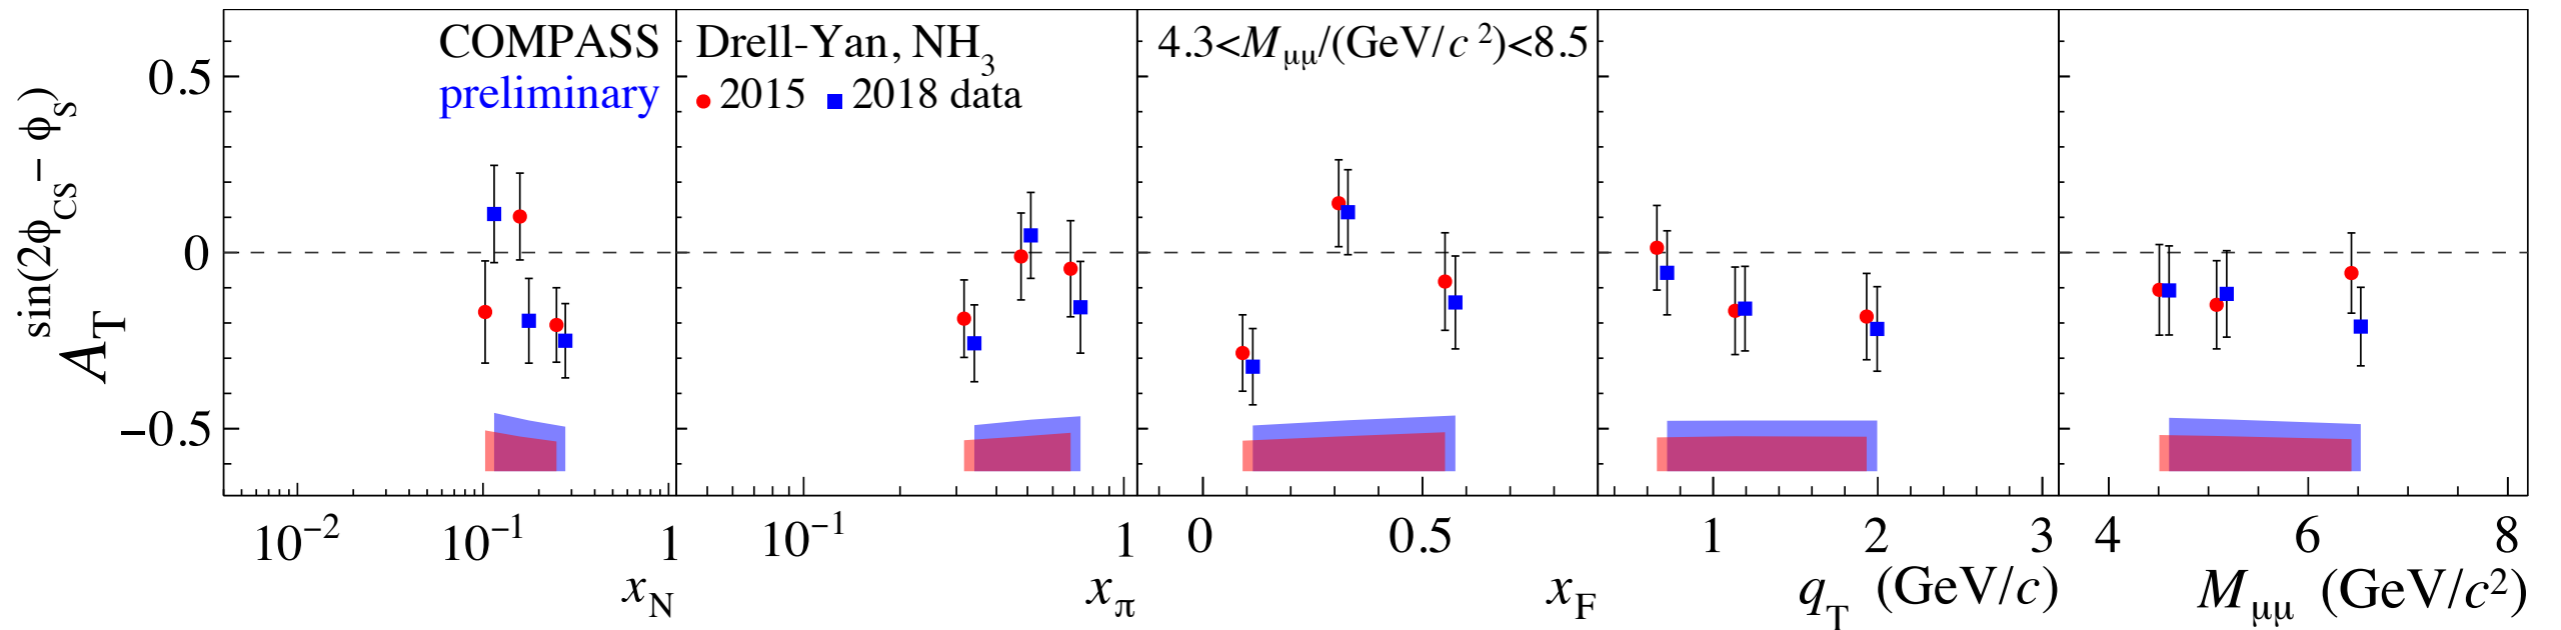 COMPASS
preliminary
Drell-Yan, NH₃
2015 2018 data
4.3<Mμμ/(GeV/c²)<8.5
A_T^sin(2ϕ_CS − ϕ_S)
0.5
0
−0.5
10⁻² 10⁻¹ 1
x_N
10⁻¹ 1
x_π
0 0.5
x_F
1 2 3
q_T (GeV/c)
4 6 8
M_μμ (GeV/c²)